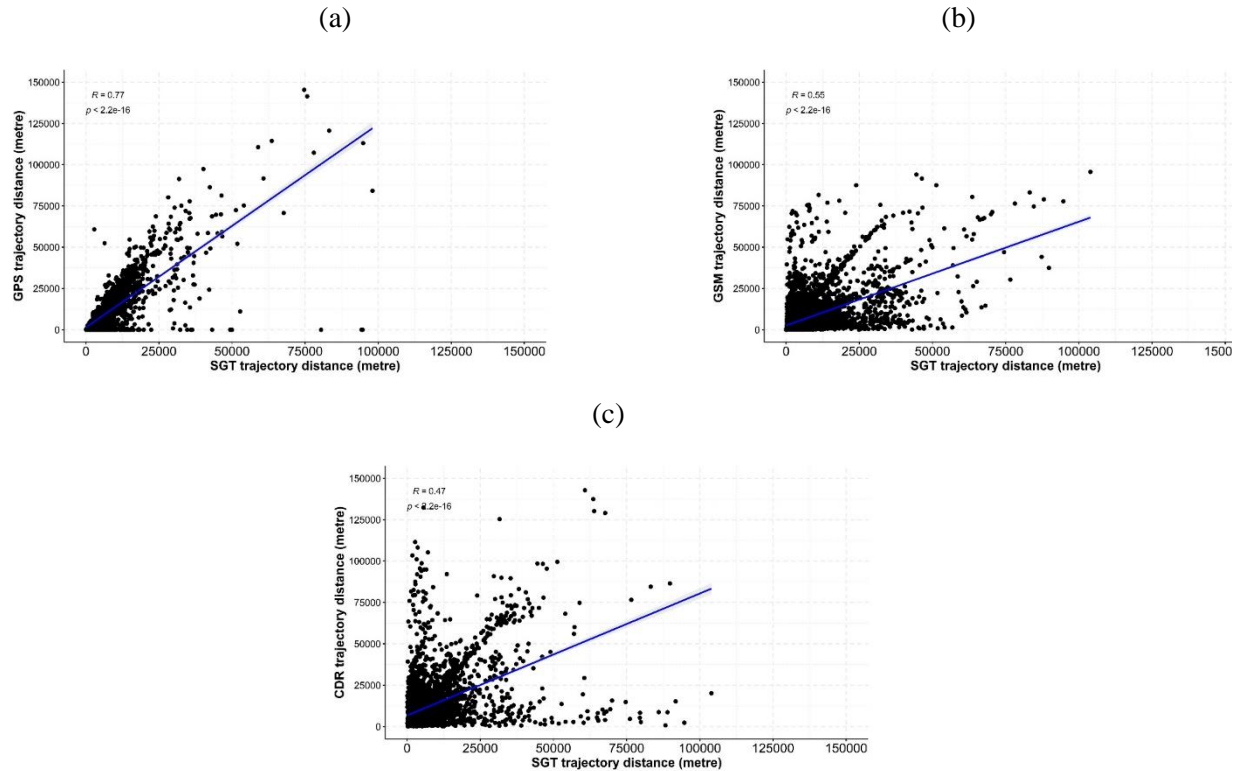 (a)
(b)
150000
R = 0.77
p < 2.2e-16
125000
100000
75000
50000
25000
0
GPS trajectory distance (metre)
0 25000 50000 75000 100000 125000 150000
SGT trajectory distance (metre)
150000
R = 0.55
p < 2.2e-16
125000
100000
75000
50000
25000
0
GSM trajectory distance (metre)
0 25000 50000 75000 100000 125000 1500
SGT trajectory distance (metre)
(c)
150000
R = 0.47
p < 2.2e-16
125000
100000
75000
50000
25000
0
CDR trajectory distance (metre)
0 25000 50000 75000 100000 125000 150000
SGT trajectory distance (metre)